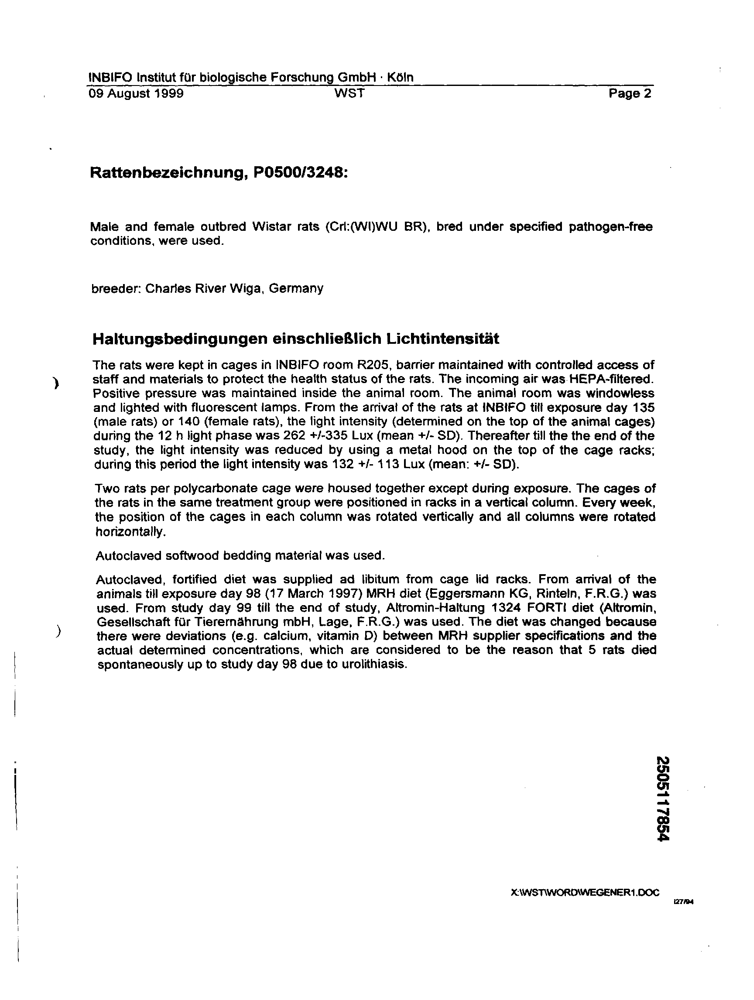 INBIFO Institut für biologische Forschung GmbH · Köln
09 August 1999 WST Page 2
Rattenbezeichnung, P0500/3248:
Male and female outbred Wistar rats (Crl:(WI)WU BR), bred under specified pathogen-free
conditions, were used.
breeder: Charles River Wiga, Germany
Haltungsbedingungen einschließlich Lichtintensität
The rats were kept in cages in INBIFO room R205, barrier maintained with controlled access of
staff and materials to protect the health status of the rats. The incoming air was HEPA-filtered.
Positive pressure was maintained inside the animal room. The animal room was windowless
and lighted with fluorescent lamps. From the arrival of the rats at INBIFO till exposure day 135
(male rats) or 140 (female rats), the light intensity (determined on the top of the animal cages)
during the 12 h light phase was 262 +/-335 Lux (mean +/- SD). Thereafter till the the end of the
study, the light intensity was reduced by using a metal hood on the top of the cage racks;
during this period the light intensity was 132 +/- 113 Lux (mean: +/- SD).
Two rats per polycarbonate cage were housed together except during exposure. The cages of
the rats in the same treatment group were positioned in racks in a vertical column. Every week,
the position of the cages in each column was rotated vertically and all columns were rotated
horizontally.
Autoclaved softwood bedding material was used.
Autoclaved, fortified diet was supplied ad libitum from cage lid racks. From arrival of the
animals till exposure day 98 (17 March 1997) MRH diet (Eggersmann KG, Rinteln, F.R.G.) was
used. From study day 99 till the end of study, Altromin-Haltung 1324 FORTI diet (Altromin,
Gesellschaft für Tierernährung mbH, Lage, F.R.G.) was used. The diet was changed because
there were deviations (e.g. calcium, vitamin D) between MRH supplier specifications and the
actual determined concentrations, which are considered to be the reason that 5 rats died
spontaneously up to study day 98 due to urolithiasis.
2505117854
X:\WST\WORD\WEGENER1.DOC
I27/94